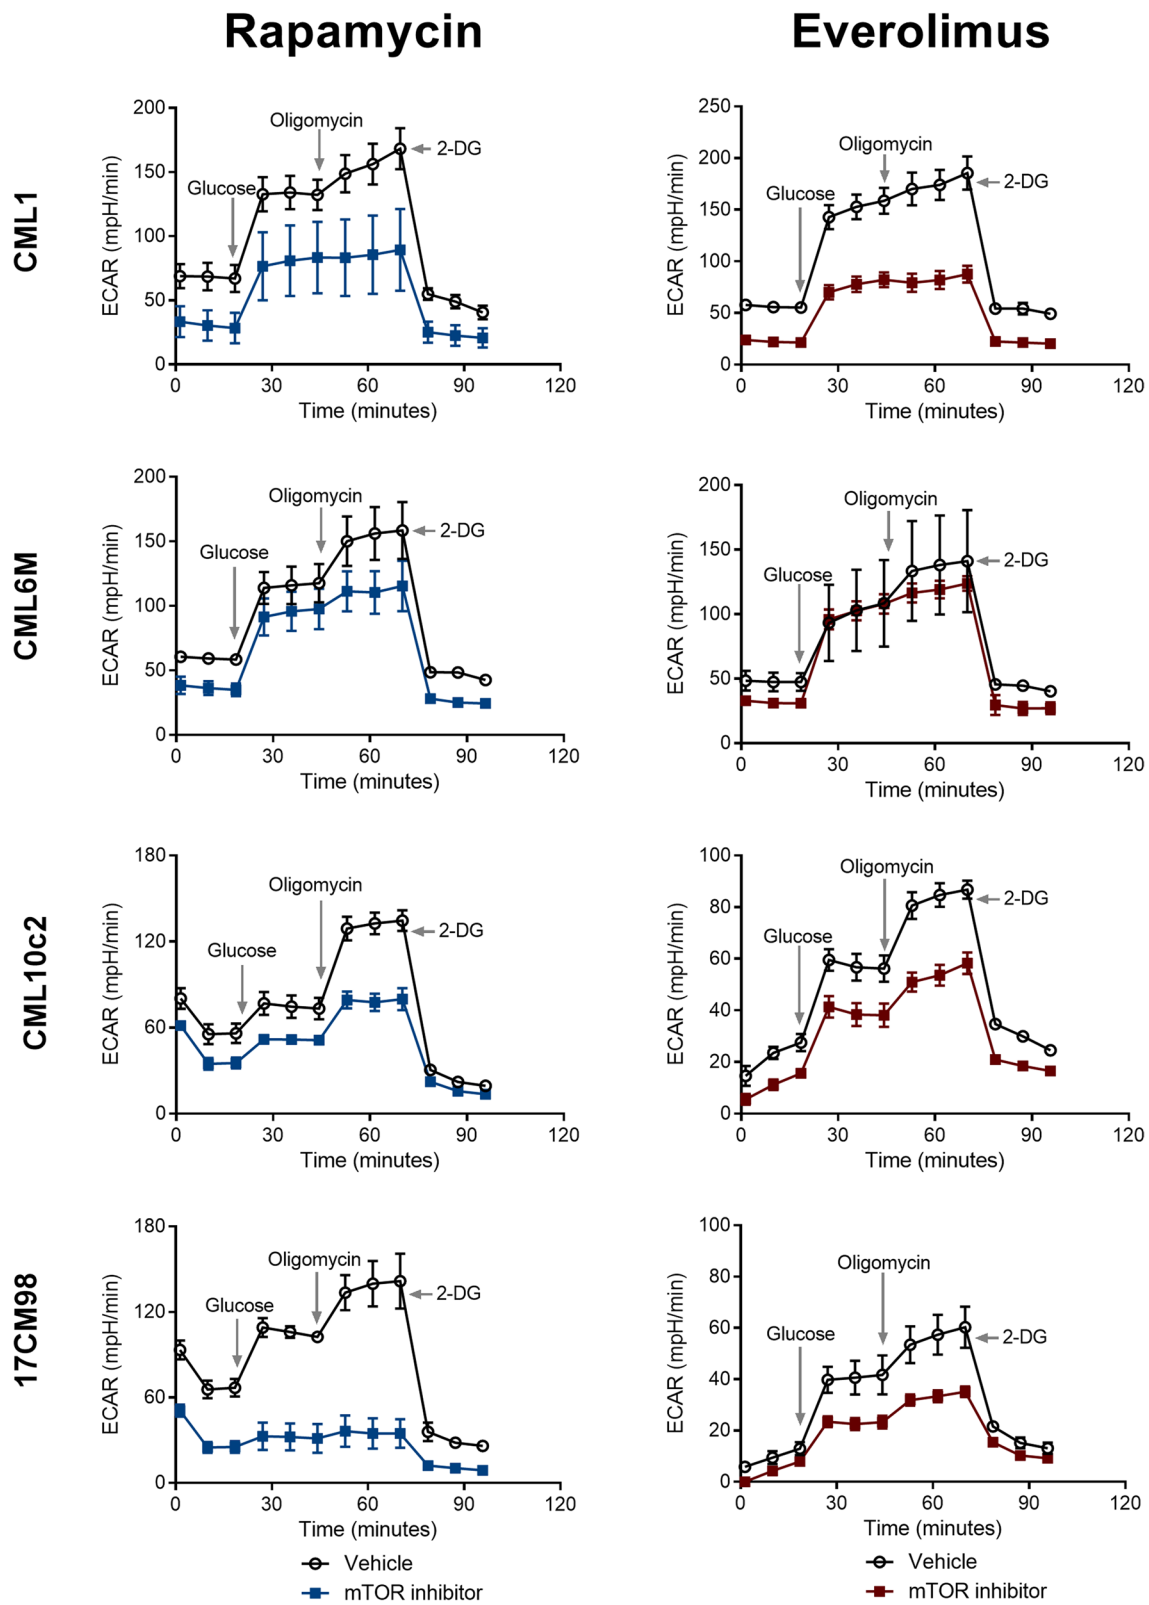 Rapamycin
Everolimus
CML1
ECAR (mpH/min)
200
150
100
50
0
Glucose
Oligomycin
2-DG
0 30 60 90 120
Time (minutes)
ECAR (mpH/min)
250
200
150
100
50
0
Glucose
Oligomycin
2-DG
0 30 60 90 120
Time (minutes)
CML6M
ECAR (mpH/min)
200
150
100
50
0
Glucose
Oligomycin
2-DG
0 30 60 90 120
Time (minutes)
ECAR (mpH/min)
200
150
100
50
0
Glucose
Oligomycin
2-DG
0 30 60 90 120
Time (minutes)
CML10c2
ECAR (mpH/min)
180
120
60
0
Glucose
Oligomycin
2-DG
0 30 60 90 120
Time (minutes)
ECAR (mpH/min)
100
80
60
40
20
0
Glucose
Oligomycin
2-DG
0 30 60 90 120
Time (minutes)
17CM98
ECAR (mpH/min)
180
120
60
0
Glucose
Oligomycin
2-DG
0 30 60 90 120
Time (minutes)
ECAR (mpH/min)
100
80
60
40
20
0
Glucose
Oligomycin
2-DG
0 30 60 90 120
Time (minutes)
Vehicle
mTOR inhibitor
Vehicle
mTOR inhibitor